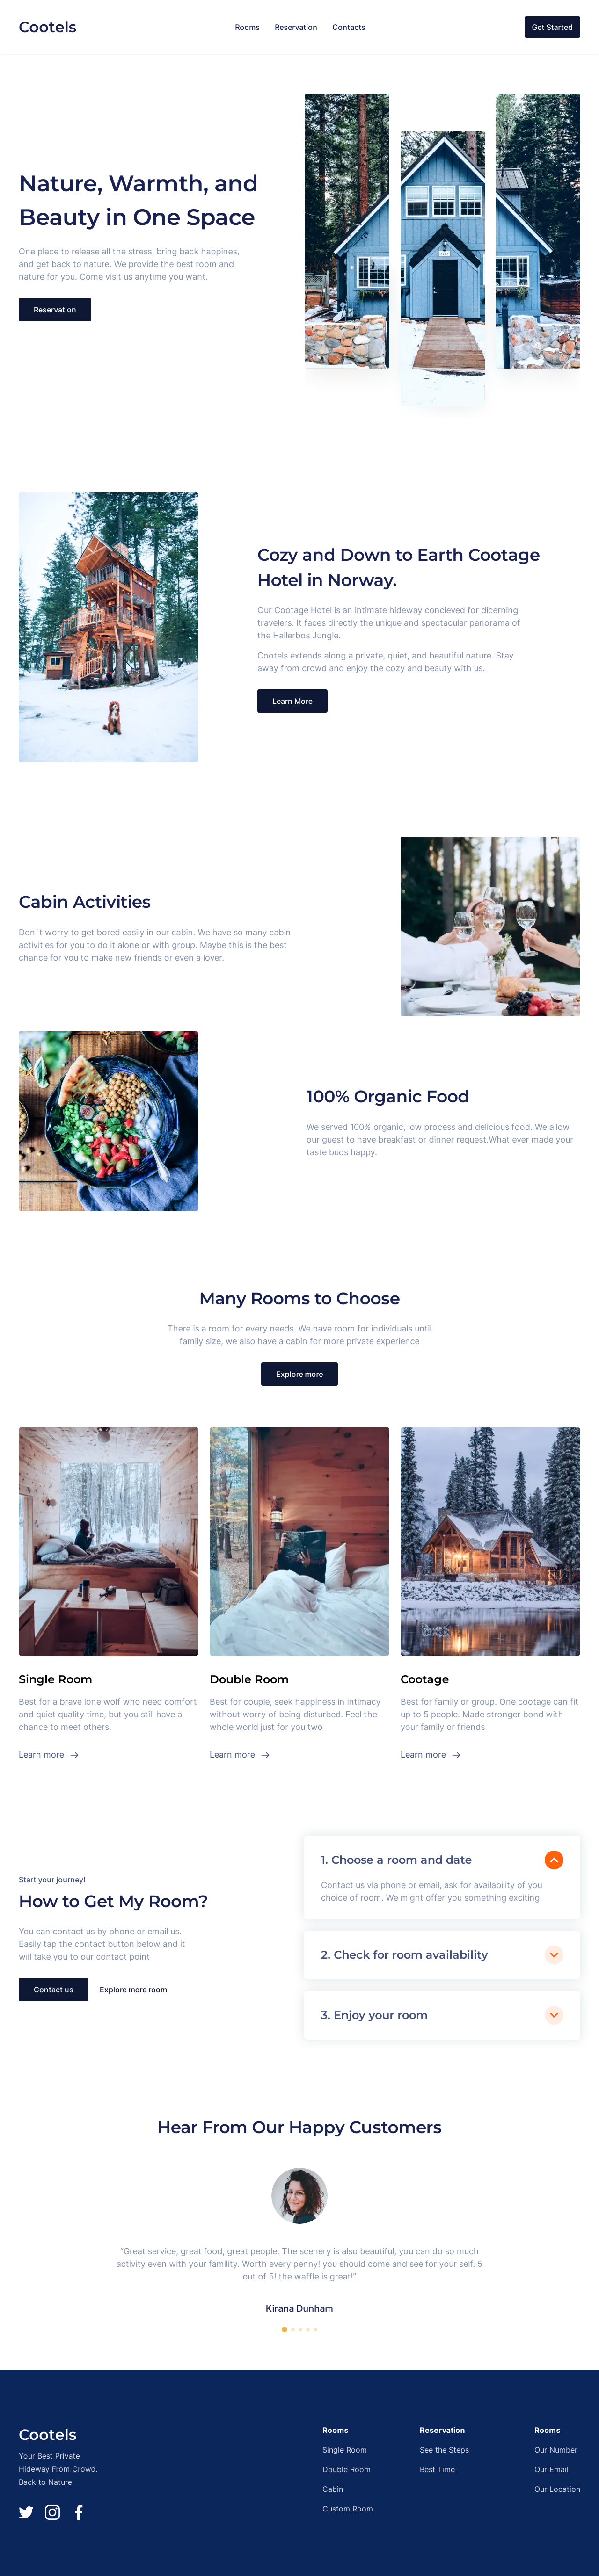 Cootels
Rooms
Reservation
Contacts
Get Started
Nature, Warmth, and
Beauty in One Space
One place to release all the stress, bring back happines,
and get back to nature. We provide the best room and
nature for you. Come visit us anytime you want.
Reservation
Cozy and Down to Earth Cootage
Hotel in Norway.
Our Cootage Hotel is an intimate hideway concieved for dicerning
travelers. It faces directly the unique and spectacular panorama of
the Hallerbos Jungle.
Cootels extends along a private, quiet, and beautiful nature. Stay
away from crowd and enjoy the cozy and beauty with us.
Learn More
Cabin Activities
Don´t worry to get bored easily in our cabin. We have so many cabin
activities for you to do it alone or with group. Maybe this is the best
chance for you to make new friends or even a lover.
100% Organic Food
We served 100% organic, low process and delicious food. We allow
our guest to have breakfast or dinner request.What ever made your
taste buds happy.
Many Rooms to Choose
There is a room for every needs. We have room for individuals until
family size, we also have a cabin for more private experience
Explore more
Single Room
Best for a brave lone wolf who need comfort
and quiet quality time, but you still have a
chance to meet others.
Learn more
Double Room
Best for couple, seek happiness in intimacy
without worry of being disturbed. Feel the
whole world just for you two
Learn more
Cootage
Best for family or group. One cootage can fit
up to 5 people. Made stronger bond with
your family or friends
Learn more
Start your journey!
How to Get My Room?
You can contact us by phone or email us.
Easily tap the contact button below and it
will take you to our contact point
Contact us
Explore more room
1. Choose a room and date
Contact us via phone or email, ask for availability of you
choice of room. We might offer you something exciting.
2. Check for room availability
3. Enjoy your room
Hear From Our Happy Customers
“Great service, great food, great people. The scenery is also beautiful, you can do so much
activity even with your famility. Worth every penny! you should come and see for your self. 5
out of 5! the waffle is great!”
Kirana Dunham
Cootels
Your Best Private
Hideway From Crowd.
Back to Nature.
Rooms
Single Room
Double Room
Cabin
Custom Room
Reservation
See the Steps
Best Time
Rooms
Our Number
Our Email
Our Location